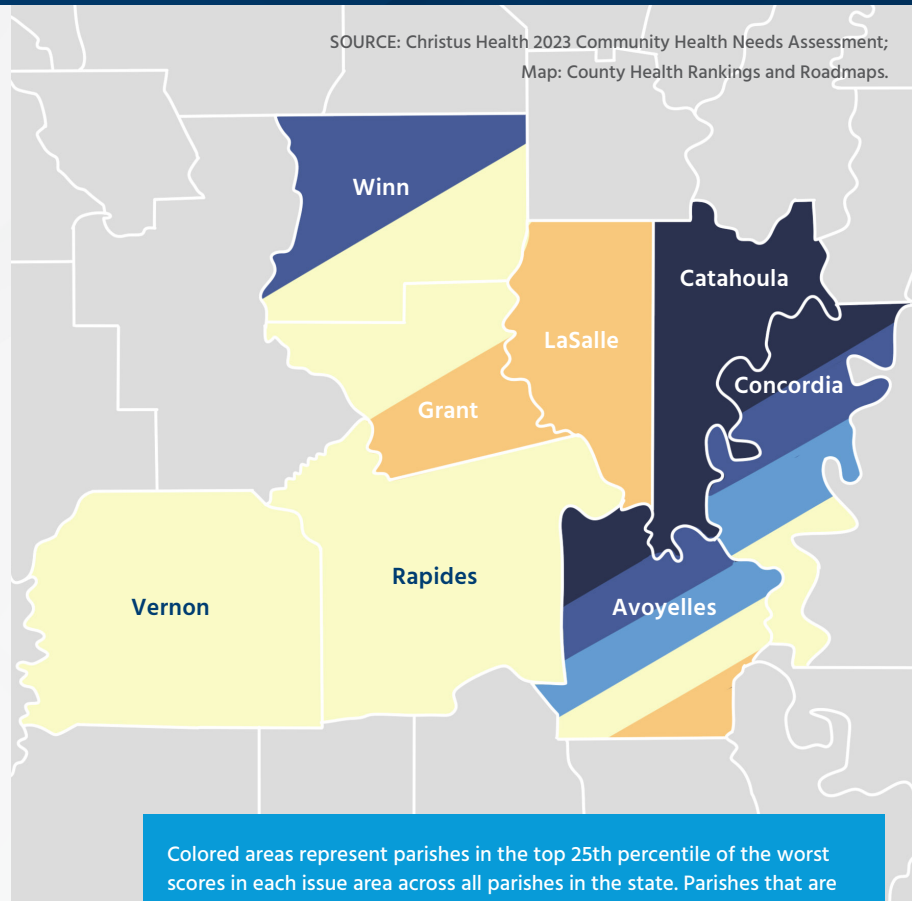 SOURCE: Christus Health 2023 Community Health Needs Assessment;
Map: County Health Rankings and Roadmaps.
Winn
Catahoula
LaSalle
Concordia
Grant
Rapides
Vernon
Avoyelles
Colored areas represent parishes in the top 25th percentile of the worst
scores in each issue area across all parishes in the state. Parishes that are